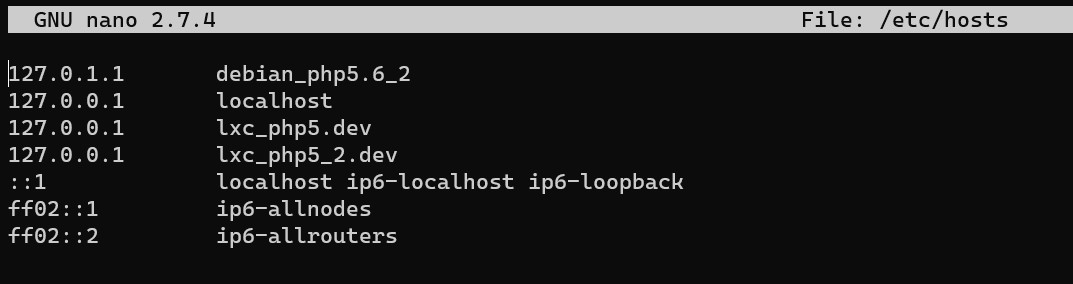 GNU nano 2.7.4 File: /etc/hosts
127.0.1.1 debian_php5.6_2
127.0.0.1 localhost
127.0.0.1 lxc_php5.dev
127.0.0.1 lxc_php5_2.dev
::1 localhost ip6-localhost ip6-loopback
ff02::1 ip6-allnodes
ff02::2 ip6-allrouters